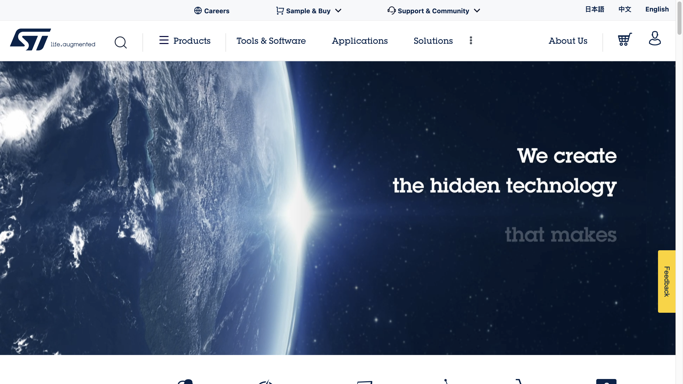 Careers
Sample & Buy
Support & Community
日本語
中文
English
ST
life.augmented
Products
Tools & Software
Applications
Solutions
About Us
We create
the hidden technology
that makes
Feedback